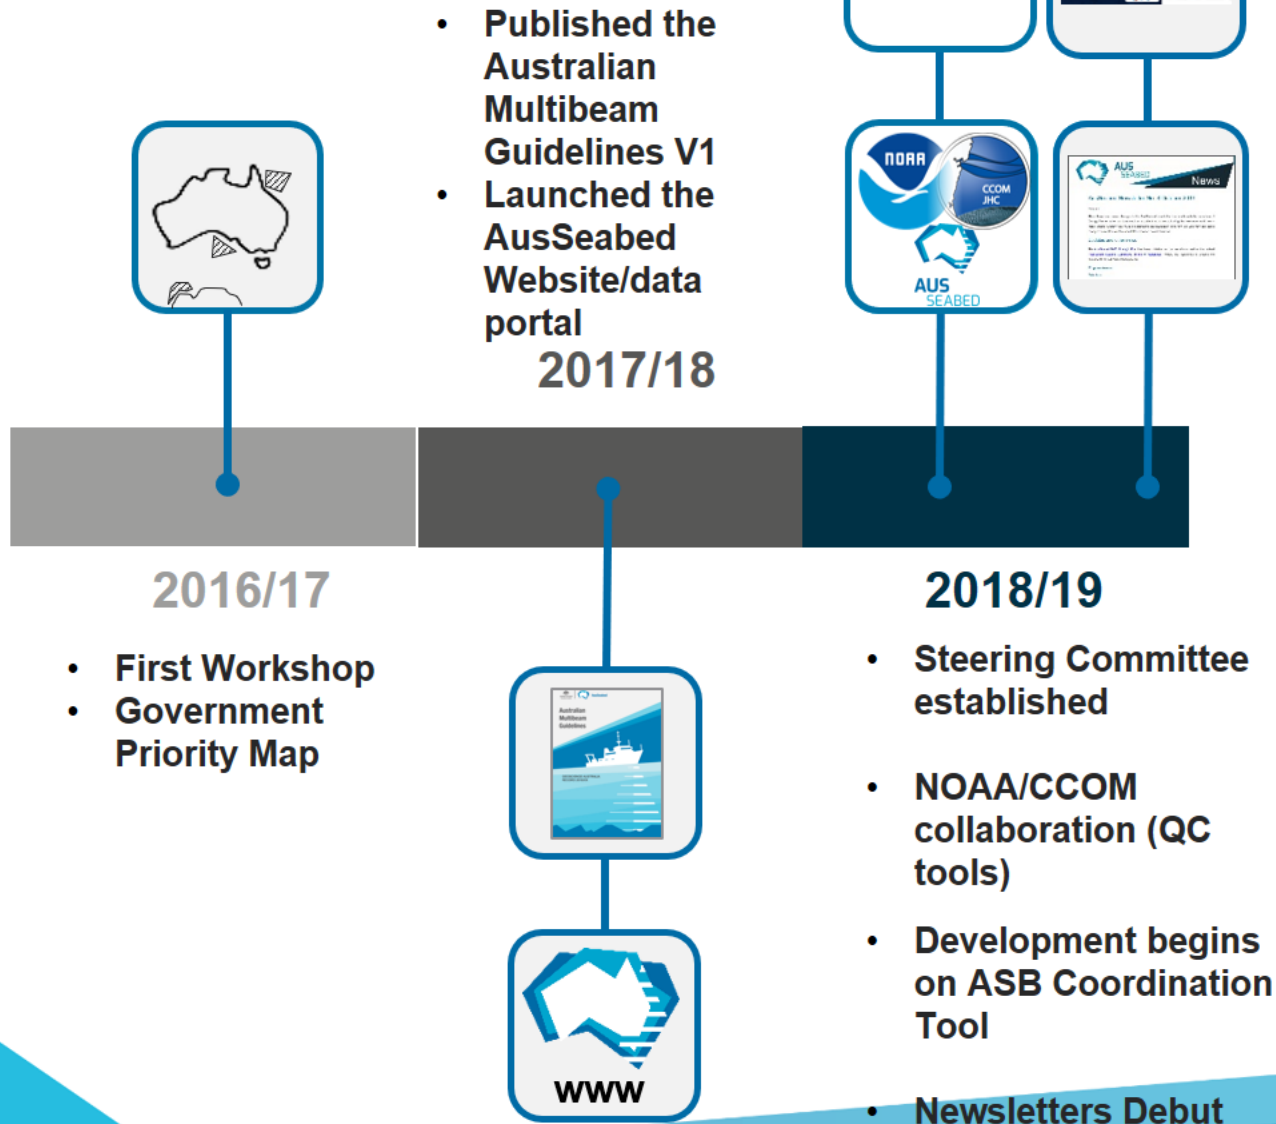 • Published the
Australian
Multibeam
Guidelines V1
• Launched the
AusSeabed
Website/data
portal
2017/18
NOAA
CCOM
JHC
AUS
SEABED
AUS
SEABED
News
2016/17
• First Workshop
• Government
Priority Map
Australian
Multibeam
Guidelines
WWW
2018/19
• Steering Committee
established
• NOAA/CCOM
collaboration (QC
tools)
• Development begins
on ASB Coordination
Tool
• Newsletters Debut